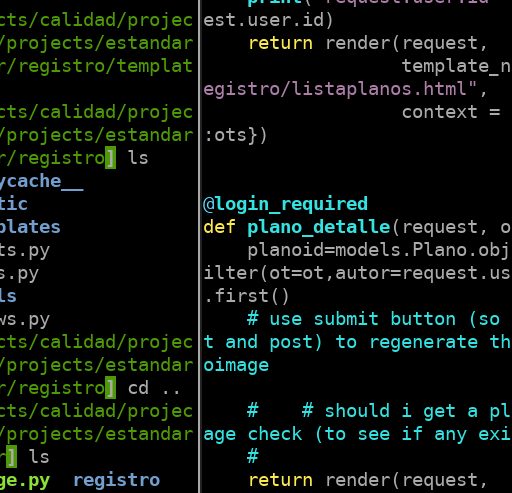 cts/calidad/projec
/projects/estandar
r/registro/templat
cts/calidad/projec
/projects/estandar
r/registro] ls
ycache__
tic
plates
ts.py
s.py
ls
ws.py
cts/calidad/projec
/projects/estandar
r/registro] cd ..
cts/calidad/projec
/projects/estandar
r] ls
ge.py  registro
    print("request.user.id
est.user.id)
    return render(request,
                  template_n
egistro/listaplanos.html",
                  context =
:ots})
@login_required
def plano_detalle(request, o
    planoid=models.Plano.obj
ilter(ot=ot,autor=request.us
.first()
    # use submit button (so
t and post) to regenerate th
oimage
    #    # should i get a pl
age check (to see if any exi
    #
    return render(request,